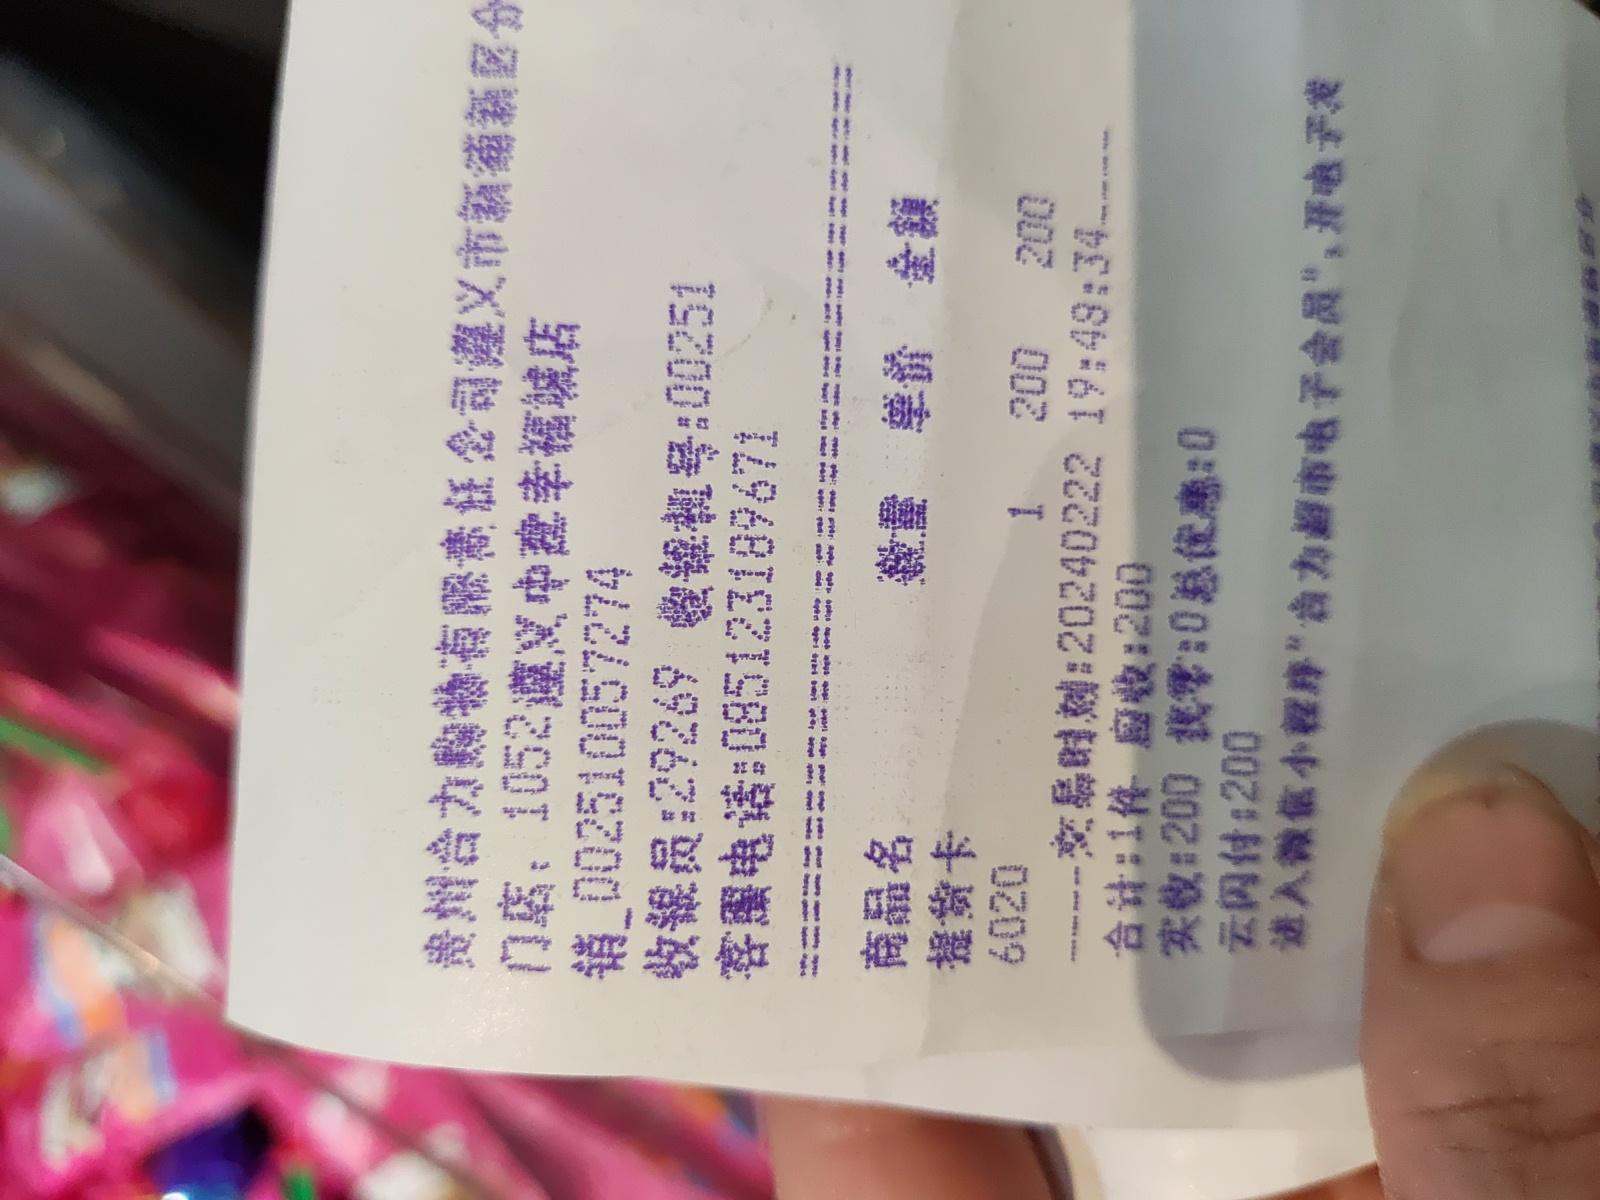 贵州合力购物有限责任公司遵义市新蒲新区分
门店: 1052遵义中建幸福城店
销_0025100572274
收银员:29269 收银机号:00251
客服电话:085123189671
================================
商品名 数量 单价 金额
提货卡
6020 1 200 200
----交易时刻:20240222 19:49:34----
合计:1件 应收:200
实收:200 找零:0总优惠:0
云闪付:200
进入微信小程序"合力超市电子会员",开电子发